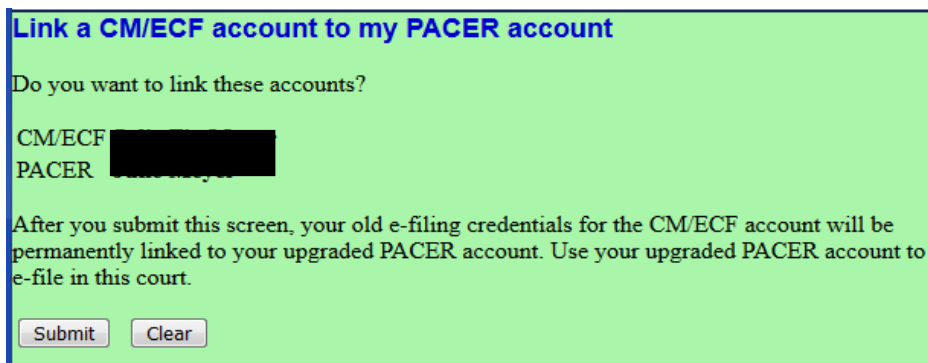 Link a CM/ECF account to my PACER account
Do you want to link these accounts?
CM/ECF
PACER
After you submit this screen, your old e-filing credentials for the CM/ECF account will be
permanently linked to your upgraded PACER account. Use your upgraded PACER account to
e-file in this court.
Submit Clear